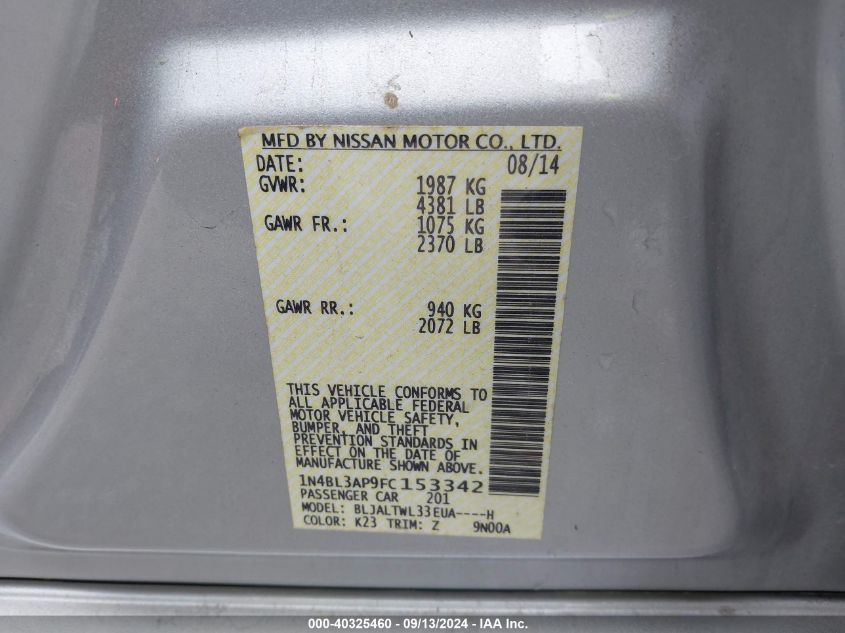 MFD BY NISSAN MOTOR CO., LTD.
DATE: 08/14
GVWR: 1987 KG
4381 LB
GAWR FR.: 1075 KG
2370 LB
GAWR RR.: 940 KG
2072 LB
THIS VEHICLE CONFORMS TO
ALL APPLICABLE FEDERAL
MOTOR VEHICLE SAFETY,
BUMPER, AND THEFT
PREVENTION STANDARDS IN
EFFECT ON THE DATE OF
MANUFACTURE SHOWN ABOVE.
1N4BL3AP9FC153342
PASSENGER CAR 201
MODEL: BLJALTWL33EUA----H
COLOR: K23 TRIM: Z 9N00A
000-40325460 - 09/13/2024 - IAA Inc.